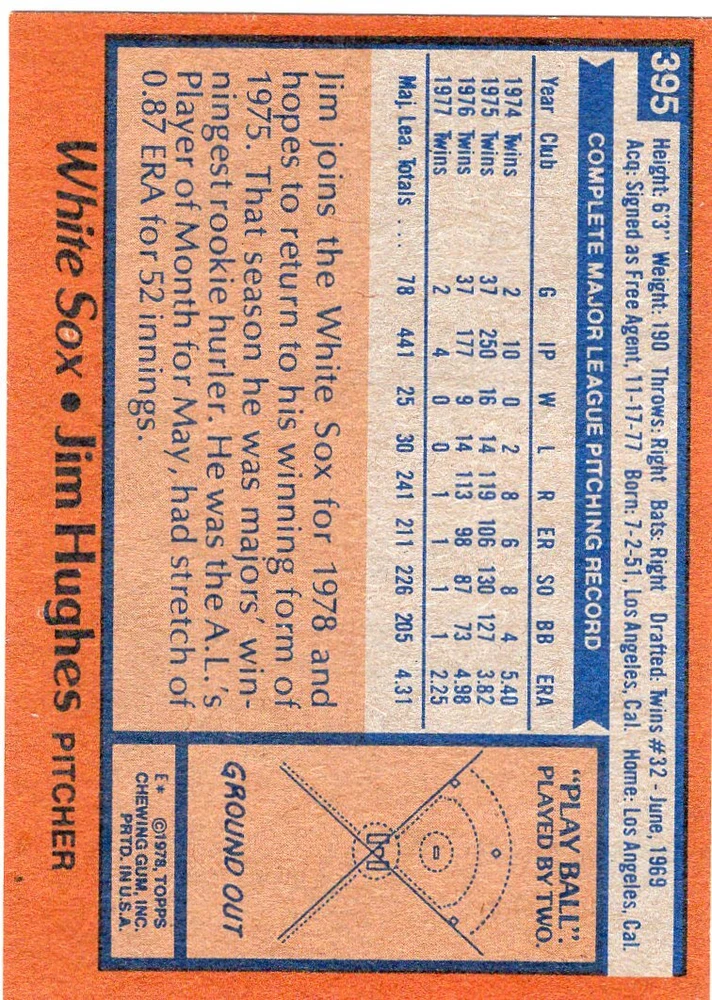 395
Height: 6'3" Weight: 190 Throws: Right Bats: Right Drafted: Twins #32 - June, 1969
Acq: Signed as Free Agent, 11-17-77 Born: 7-2-51, Los Angeles, Cal. Home: Los Angeles, Cal.
COMPLETE MAJOR LEAGUE PITCHING RECORD
Year Club G IP W L R ER SO BB ERA
1974 Twins 2 10 0 2 8 6 8 4 5.40
1975 Twins 37 250 16 14 119 106 130 127 3.82
1976 Twins 37 177 9 14 113 98 87 73 4.98
1977 Twins 2 4 0 0 1 1 1 1 2.25
Maj. Lea. Totals .... 78 441 25 30 241 211 226 205 4.31
Jim joins the White Sox for 1978 and
hopes to return to his winning form of
1975. That season he was majors' win-
ningest rookie hurler. He was the A.L.'s
Player of Month for May, had stretch of
0.87 ERA for 52 innings.
"PLAY BALL".
PLAYED BY TWO.
GROUND OUT
E* ©1978, TOPPS
CHEWING GUM, INC.
PRTD. IN U.S.A.
White Sox • Jim Hughes PITCHER